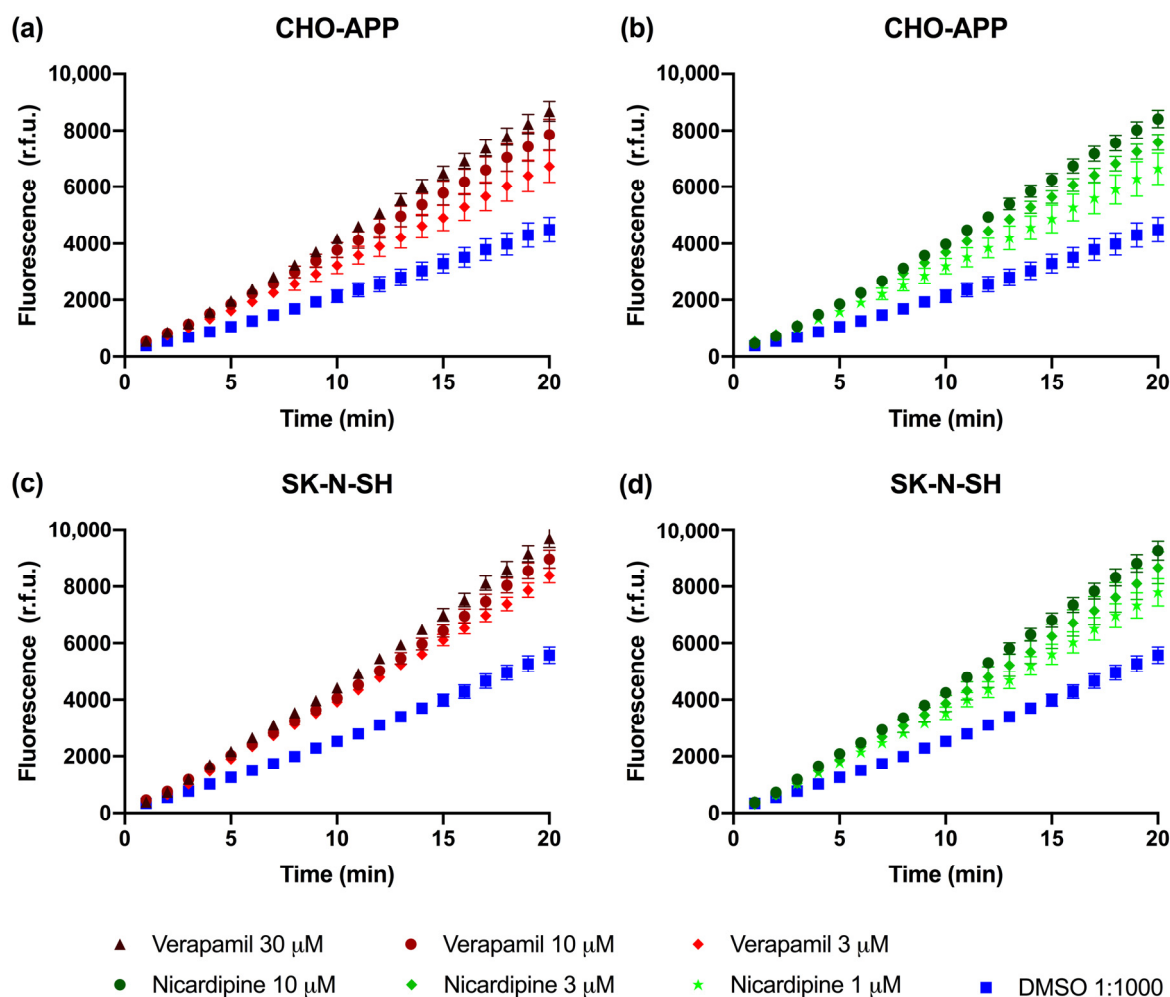 (a) CHO-APP
10,000
8000
6000
4000
2000
0
Fluorescence (r.f.u.)
0 5 10 15 20
Time (min)
(b) CHO-APP
10,000
8000
6000
4000
2000
0
Fluorescence (r.f.u.)
0 5 10 15 20
Time (min)
(c) SK-N-SH
10,000
8000
6000
4000
2000
0
Fluorescence (r.f.u.)
0 5 10 15 20
Time (min)
(d) SK-N-SH
10,000
8000
6000
4000
2000
0
Fluorescence (r.f.u.)
0 5 10 15 20
Time (min)
Verapamil 30 μM Verapamil 10 μM Verapamil 3 μM
Nicardipine 10 μM Nicardipine 3 μM Nicardipine 1 μM DMSO 1:1000